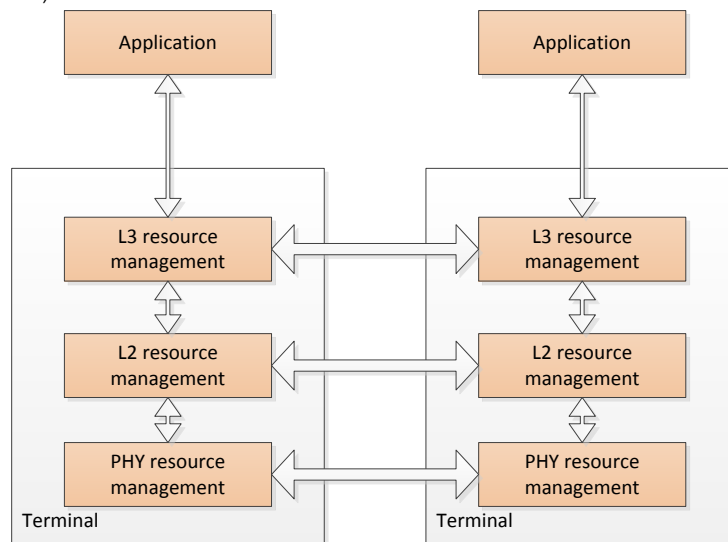 Application
Application
L3 resource
management
L3 resource
management
L2 resource
management
L2 resource
management
PHY resource
management
PHY resource
management
Terminal
Terminal